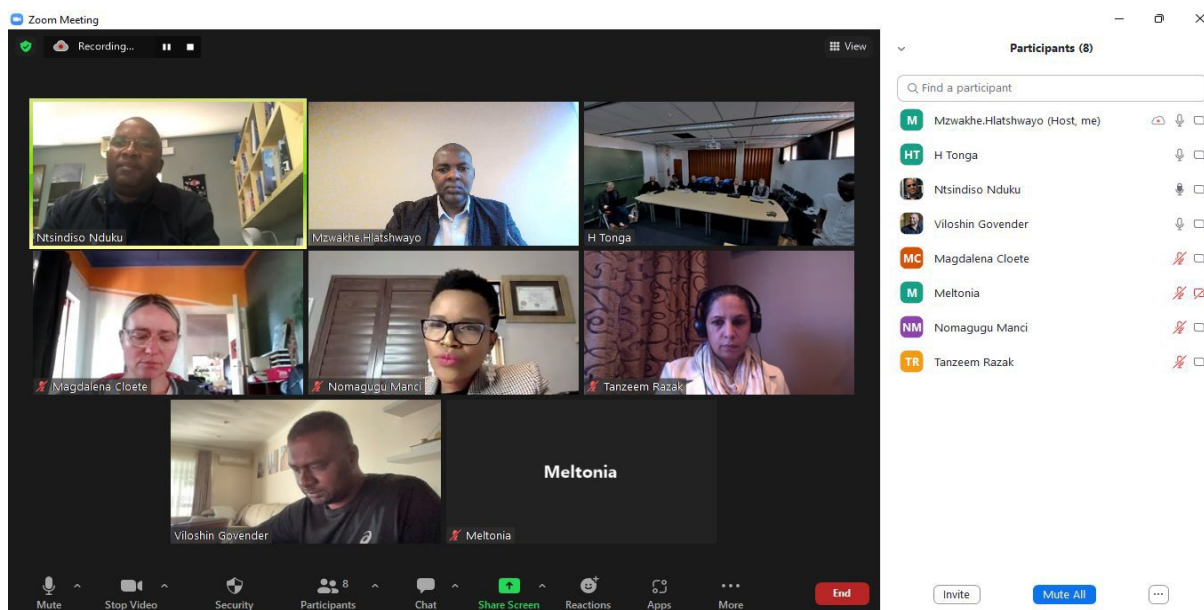 Zoom Meeting
Recording...
View
Ntsindiso Nduku
Mzwakhe.Hlatshwayo
H Tonga
Magdalena Cloete
Nomagugu Manci
Tanzeem Razak
Viloshin Govender
Meltonia
Meltonia
Mute
Stop Video
Security
8
Participants
Chat
Share Screen
Reactions
Apps
More
End
Participants (8)
Find a participant
M Mzwakhe.Hlatshwayo (Host, me)
HT H Tonga
Ntsindiso Nduku
Viloshin Govender
MC Magdalena Cloete
M Meltonia
NM Nomagugu Manci
TR Tanzeem Razak
Invite
Mute All